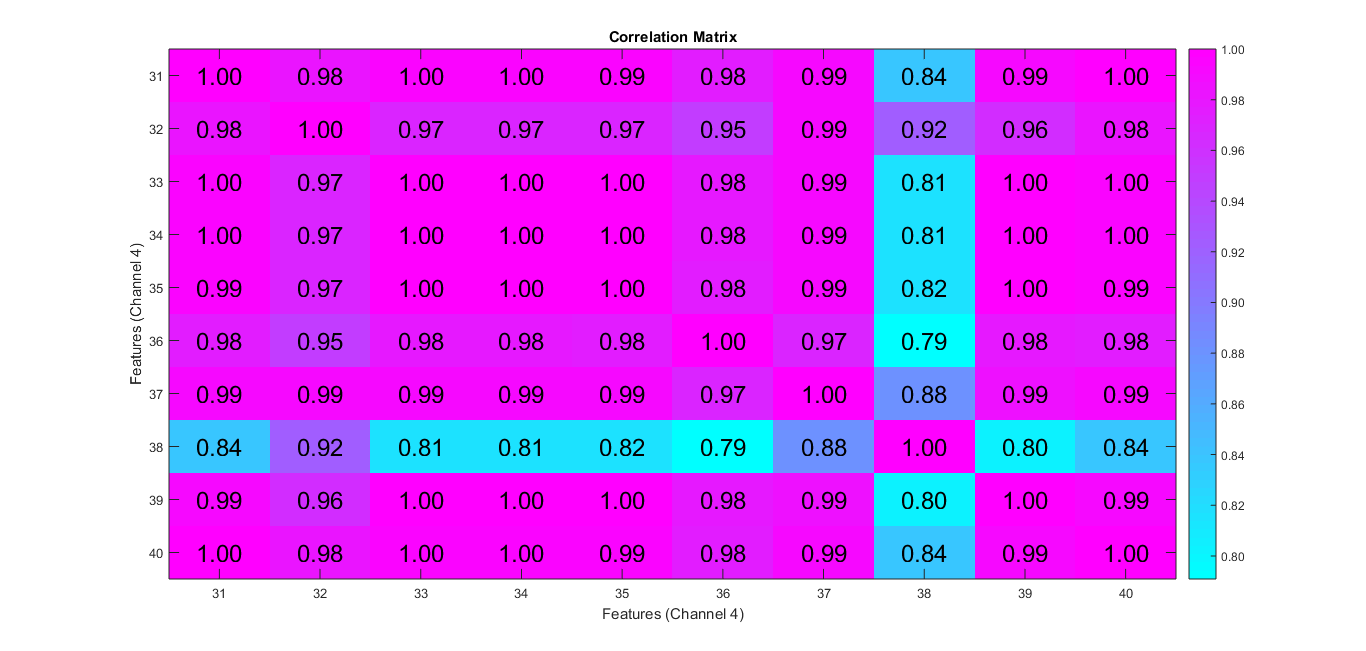 Correlation Matrix
31 1.00 0.98 1.00 1.00 0.99 0.98 0.99 0.84 0.99 1.00
32 0.98 1.00 0.97 0.97 0.97 0.95 0.99 0.92 0.96 0.98
33 1.00 0.97 1.00 1.00 1.00 0.98 0.99 0.81 1.00 1.00
34 1.00 0.97 1.00 1.00 1.00 0.98 0.99 0.81 1.00 1.00
35 0.99 0.97 1.00 1.00 1.00 0.98 0.99 0.82 1.00 0.99
36 0.98 0.95 0.98 0.98 0.98 1.00 0.97 0.79 0.98 0.98
37 0.99 0.99 0.99 0.99 0.99 0.97 1.00 0.88 0.99 0.99
38 0.84 0.92 0.81 0.81 0.82 0.79 0.88 1.00 0.80 0.84
39 0.99 0.96 1.00 1.00 1.00 0.98 0.99 0.80 1.00 0.99
40 1.00 0.98 1.00 1.00 0.99 0.98 0.99 0.84 0.99 1.00
31 32 33 34 35 36 37 38 39 40
Features (Channel 4)
Features (Channel 4)
1.00
0.98
0.96
0.94
0.92
0.90
0.88
0.86
0.84
0.82
0.80